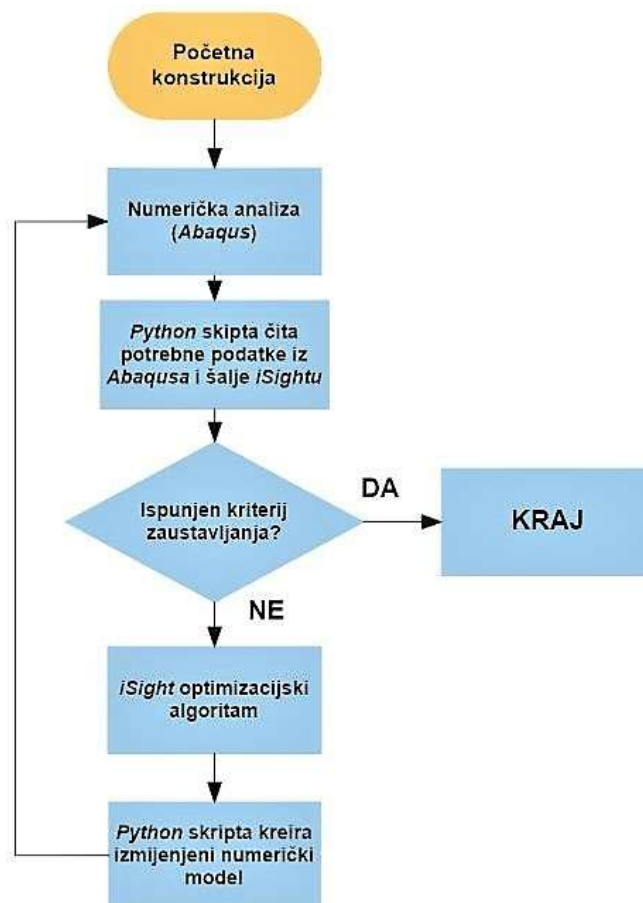 Početna
konstrukcija
Numerička analiza
(Abaqus)
Python skipta čita
potrebne podatke iz
Abaqusa i šalje iSightu
Ispunjen kriterij
zaustavljanja?
DA
KRAJ
NE
iSight optimizacijski
algoritam
Python skripta kreira
izmijenjeni numerički
model